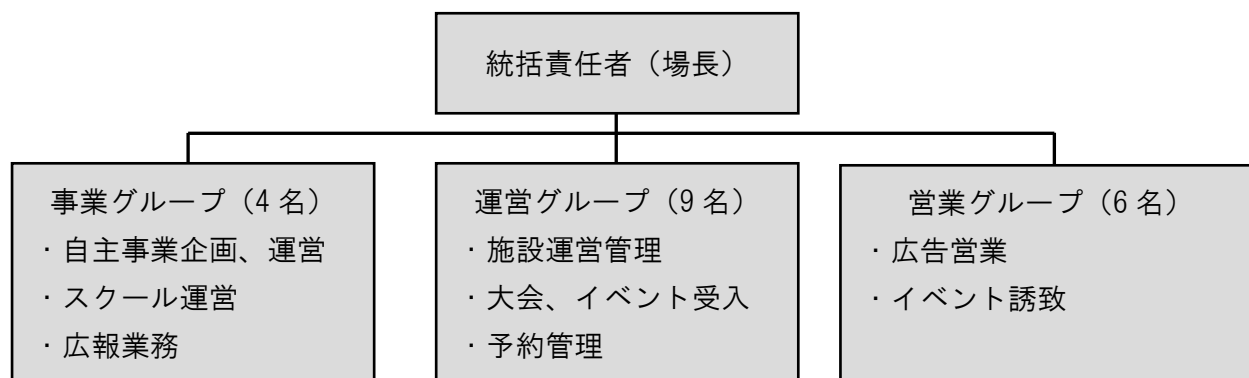 統括責任者（場長）
事業グループ（4 名）
・自主事業企画、運営
・スクール運営
・広報業務
運営グループ（9 名）
・施設運営管理
・大会、イベント受入
・予約管理
営業グループ（6 名）
・広告営業
・イベント誘致